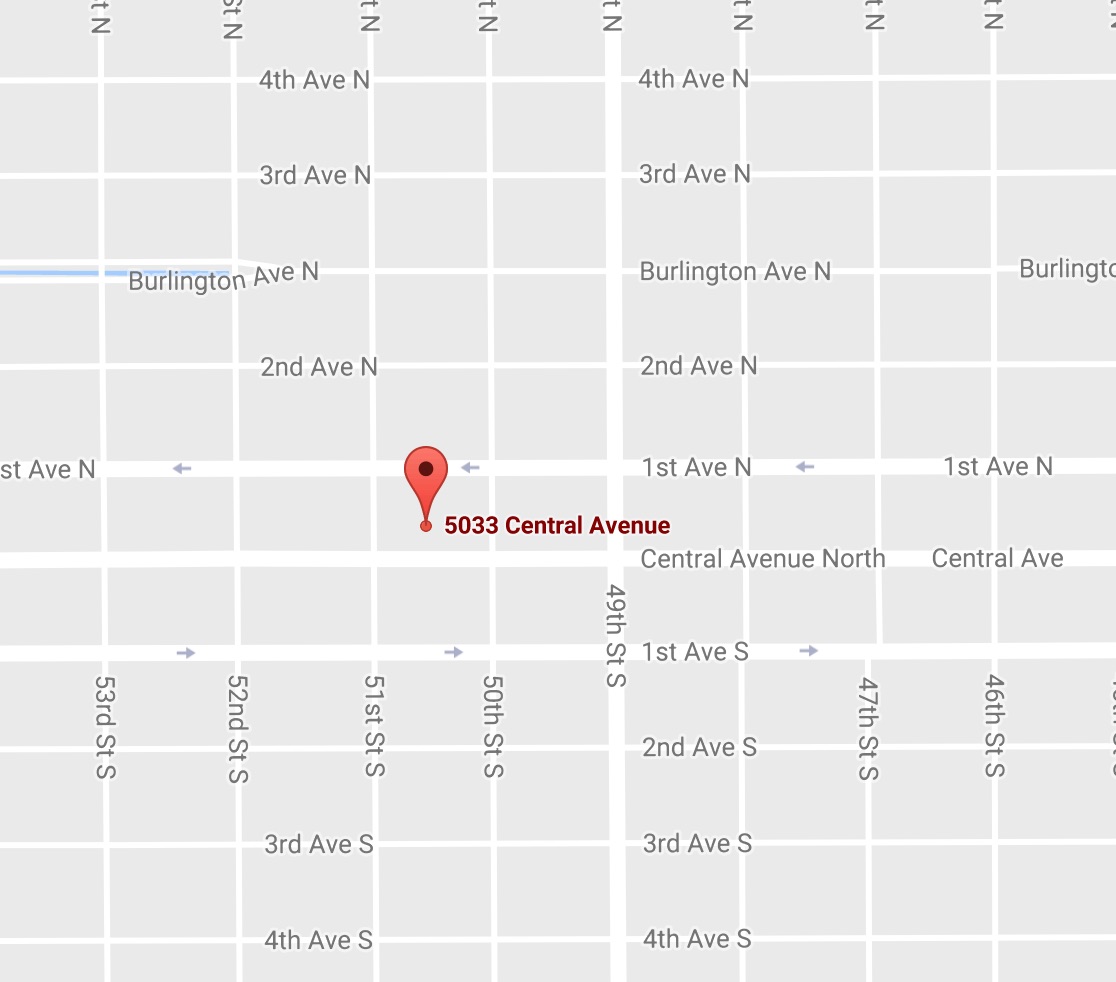 t N
St N
t N
t N
t N
t N
t N
t N
4th Ave N
4th Ave N
3rd Ave N
3rd Ave N
Burlington Ave N
Burlington Ave N
Burlingto
2nd Ave N
2nd Ave N
st Ave N
1st Ave N
1st Ave N
5033 Central Avenue
Central Avenue North
Central Ave
49th St S
1st Ave S
53rd St S
52nd St S
51st St S
50th St S
47th St S
46th St S
2nd Ave S
3rd Ave S
3rd Ave S
4th Ave S
4th Ave S